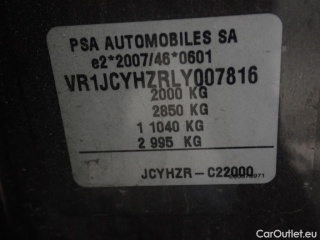 PSA AUTOMOBILES SA
e2*2007/46*0601
VR1JCYHZRLY007816
2000 KG
2850 KG
1 1040 KG
2 995 KG
JCYHZR-C22000
CarOutlet.eu